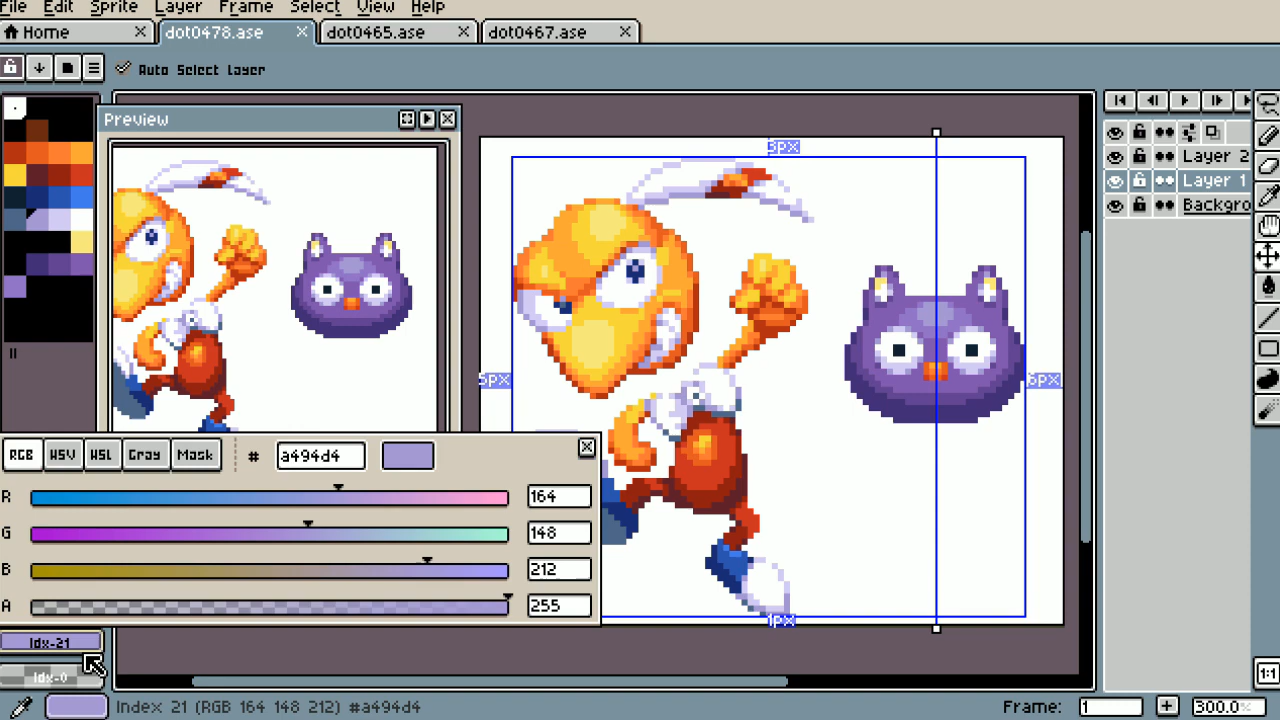 File Edit Sprite Layer Frame Select View Help
Home dot0478.ase dot0465.ase dot0467.ase
Auto Select Layer
Preview
3px
Layer 2
Layer 1
Backgro
5px
6px
RGB HSV HSL Gray Mask # a494d4
R 164
G 148
B 212
A 255
1px
Idx-21
Idx-0
1:1
Index 21 (RGB 164 148 212) #a494d4 Frame: 1 + 300.0%